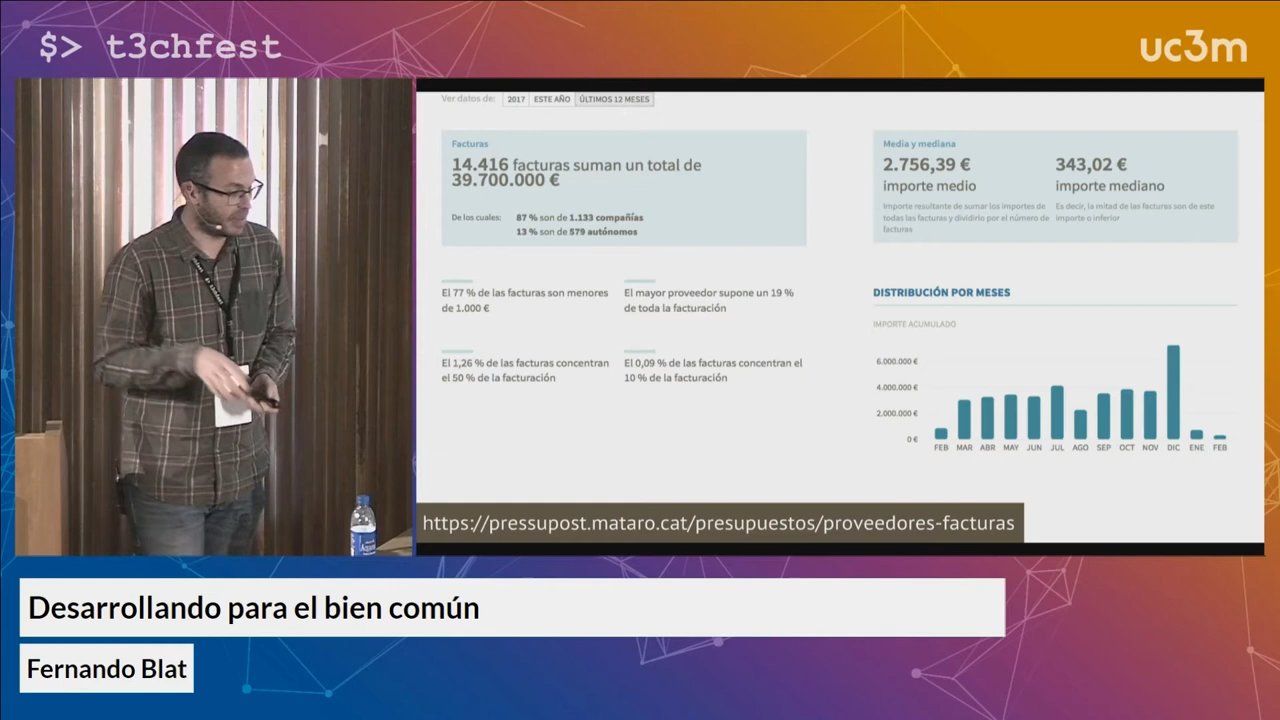 $> t3chfest
uc3m
Ver datos de: 2017 ESTE AÑO ÚLTIMOS 12 MESES
Facturas
14.416 facturas suman un total de
39.700.000 €
De los cuales: 87 % son de 1.133 compañías
13 % son de 579 autónomos
Media y mediana
2.756,39 €
importe medio
Importe resultante de sumar los importes de
todas las facturas y dividirlo por el número de
facturas
343,02 €
importe mediano
Es decir, la mitad de las facturas son de este
importe o inferior
El 77 % de las facturas son menores
de 1.000 €
El mayor proveedor supone un 19 %
de toda la facturación
El 1,26 % de las facturas concentran
el 50 % de la facturación
El 0,09 % de las facturas concentran el
10 % de la facturación
DISTRIBUCIÓN POR MESES
IMPORTE ACUMULADO
6.000.000 €
4.000.000 €
2.000.000 €
0 €
FEB MAR ABR MAY JUN JUL AGO SEP OCT NOV DIC ENE FEB
https://pressupost.mataro.cat/presupuestos/proveedores-facturas
Desarrollando para el bien común
Fernando Blat